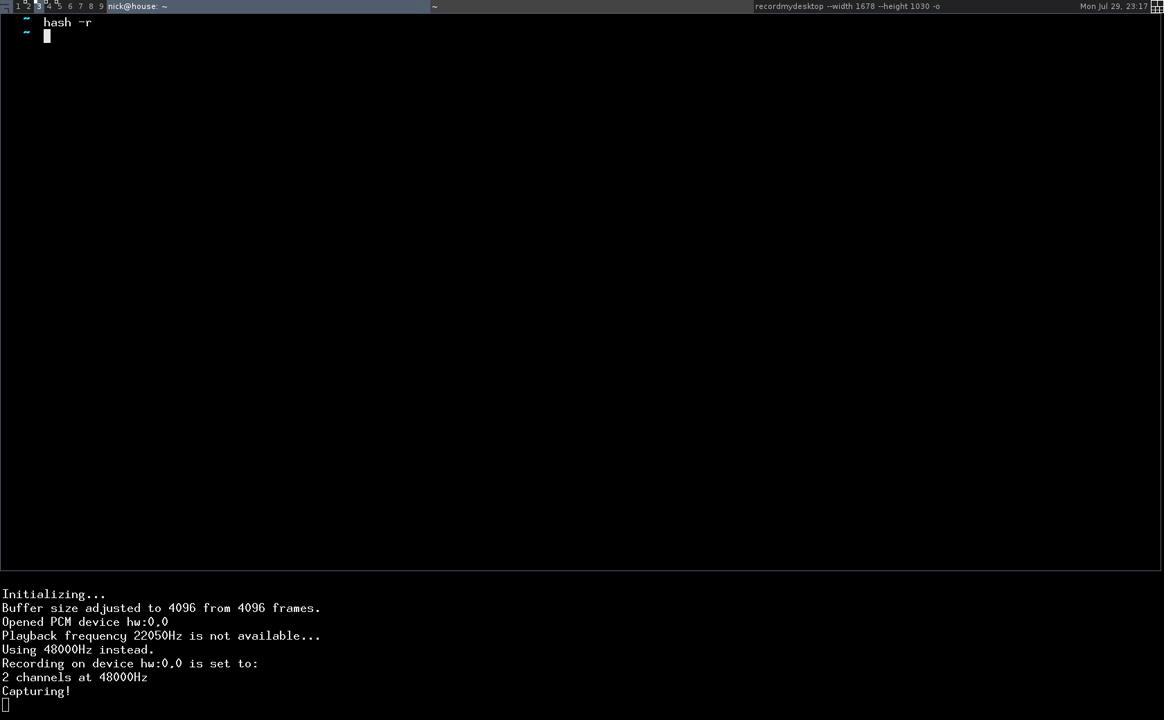 1 2 3 4 5 6 7 8 9 nick@house: ~ ~ recordmydesktop --width 1678 --height 1030 -o Mon Jul 29, 23:17
~ hash -r
~
Initializing...
Buffer size adjusted to 4096 from 4096 frames.
Opened PCM device hw:0,0
Playback frequency 22050Hz is not available...
Using 48000Hz instead.
Recording on device hw:0,0 is set to:
2 channels at 48000Hz
Capturing!